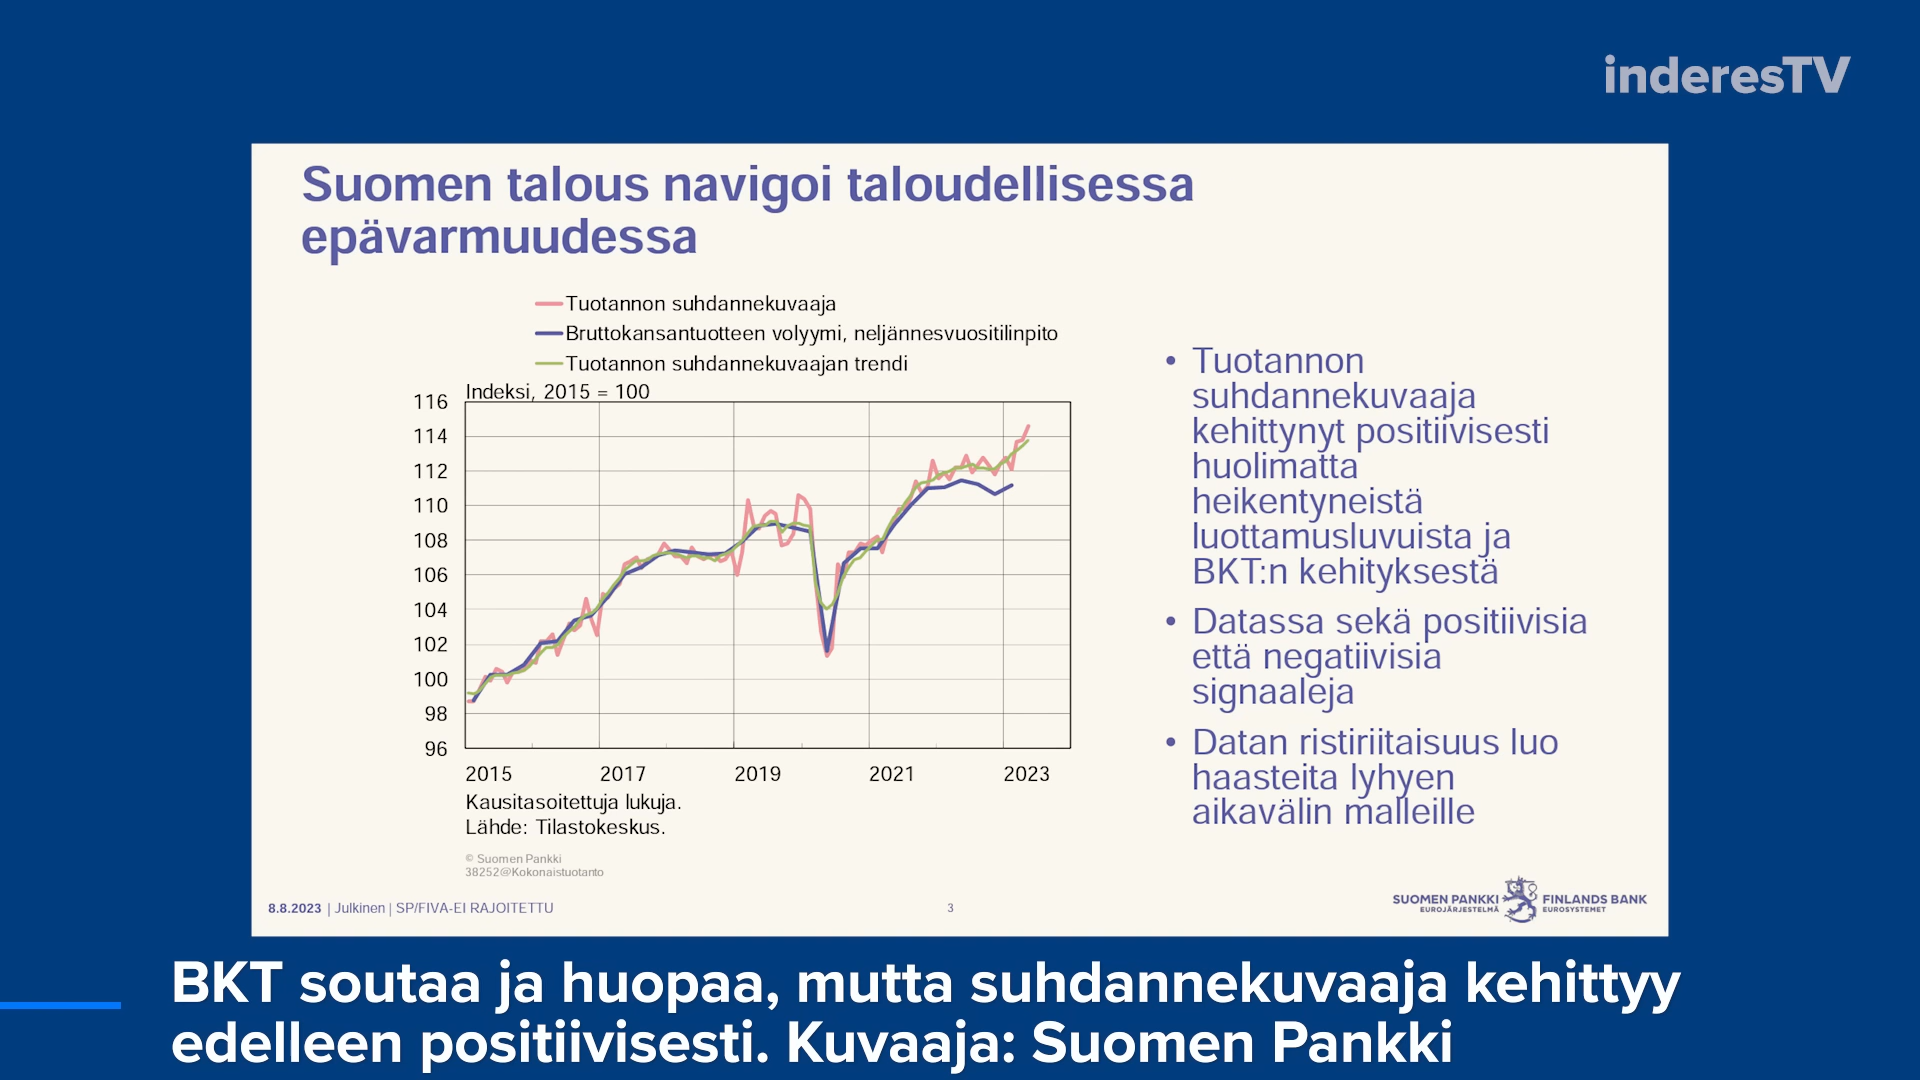 inderesTV
Suomen talous navigoi taloudellisessa
epävarmuudessa
Tuotannon suhdannekuvaaja
Bruttokansantuotteen volyymi, neljännesvuositilinpito
Tuotannon suhdannekuvaajan trendi
Indeksi, 2015 = 100
116
114
112
110
108
106
104
102
100
98
96
2015 2017 2019 2021 2023
Kausitasoitettuja lukuja.
Lähde: Tilastokeskus.
© Suomen Pankki
38252@Kokonaistuotanto
• Tuotannon
suhdannekuvaaja
kehittynyt positiivisesti
huolimatta
heikentyneistä
luottamusluvuista ja
BKT:n kehityksestä
• Datassa sekä positiivisia
että negatiivisia
signaaleja
• Datan ristiriitaisuus luo
haasteita lyhyen
aikavälin malleille
8.8.2023 | Julkinen | SP/FIVA-EI RAJOITETTU
3
SUOMEN PANKKI FINLANDS BANK
EUROJÄRJESTELMÄ EUROSYSTEMET
BKT soutaa ja huopaa, mutta suhdannekuvaaja kehittyy
edelleen positiivisesti. Kuvaaja: Suomen Pankki